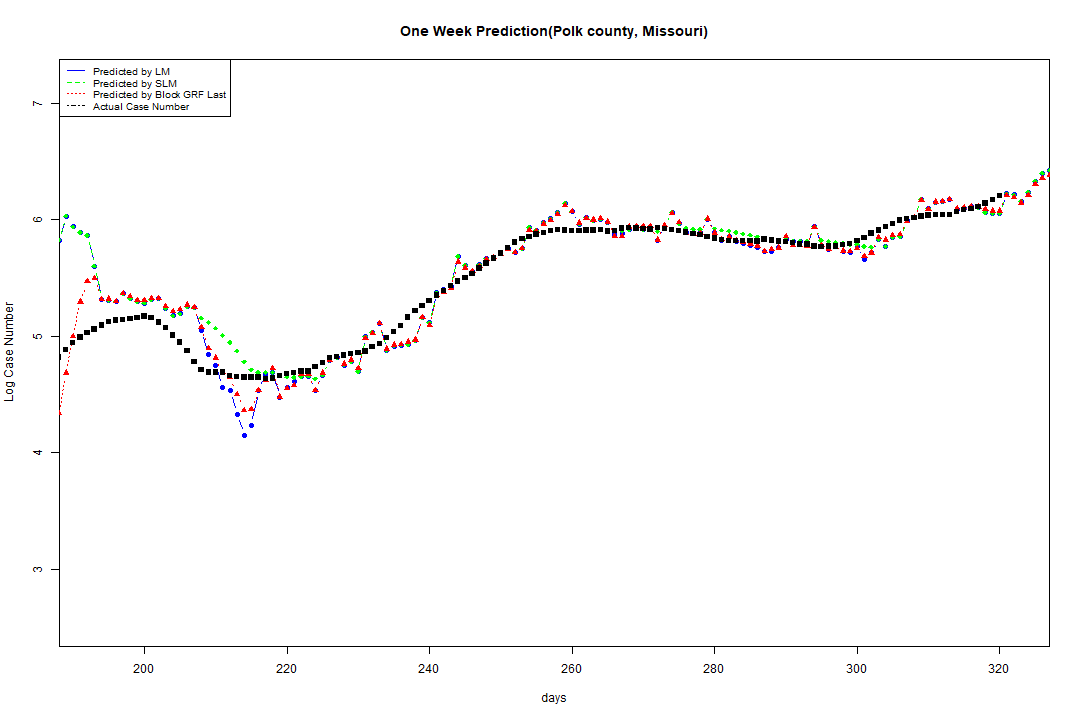 One Week Prediction(Polk county, Missouri)
Predicted by LM
Predicted by SLM
Predicted by Block GRF Last
Actual Case Number
7
6
5
4
3
Log Case Number
200 220 240 260 280 300 320
days